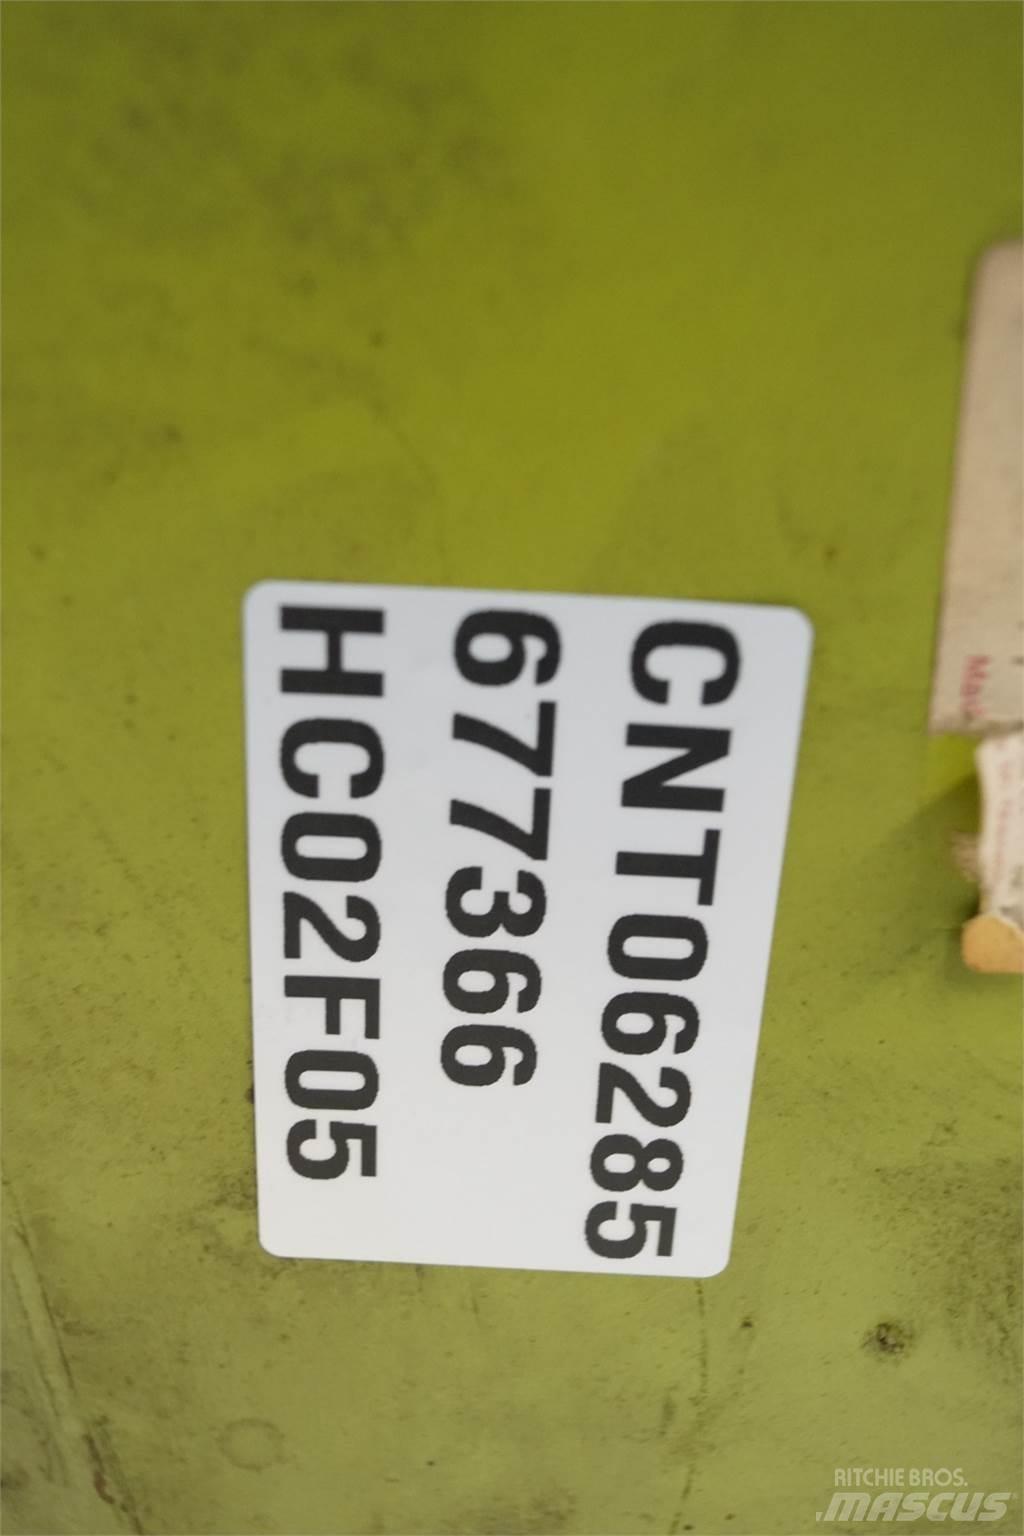 CNT06285
677366
HC02F05
RITCHIE BROS.
MASCUS